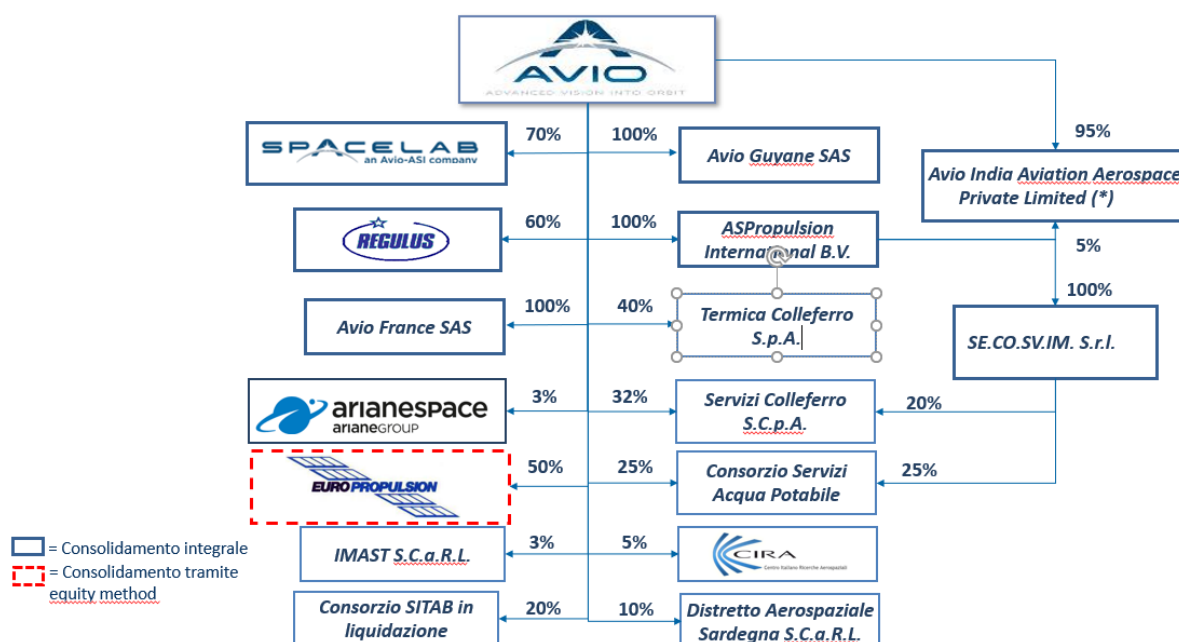 AVIO
ADVANCED VISION INTO ORBIT
SPACELAB
an Avio-ASI company
70%
100%
Avio Guyane SAS
95%
Avio India Aviation Aerospace
Private Limited (*)
REGULUS
60%
100%
ASPropulsion
International B.V.
5%
100%
Avio France SAS
100%
40%
Termica Colleferro
S.p.A.
SE.CO.SV.IM. S.r.l.
arianespace
arianeGROUP
3%
32%
Servizi Colleferro
S.C.p.A.
20%
EUROPROPULSION
50%
25%
Consorzio Servizi
Acqua Potabile
25%
= Consolidamento integrale
= Consolidamento tramite
equity method
IMAST S.C.a.R.L.
3%
5%
CIRA
Centro Italiano Ricerche Aerospaziali
Consorzio SITAB in
liquidazione
20%
10%
Distretto Aerospaziale
Sardegna S.C.a.R.L.